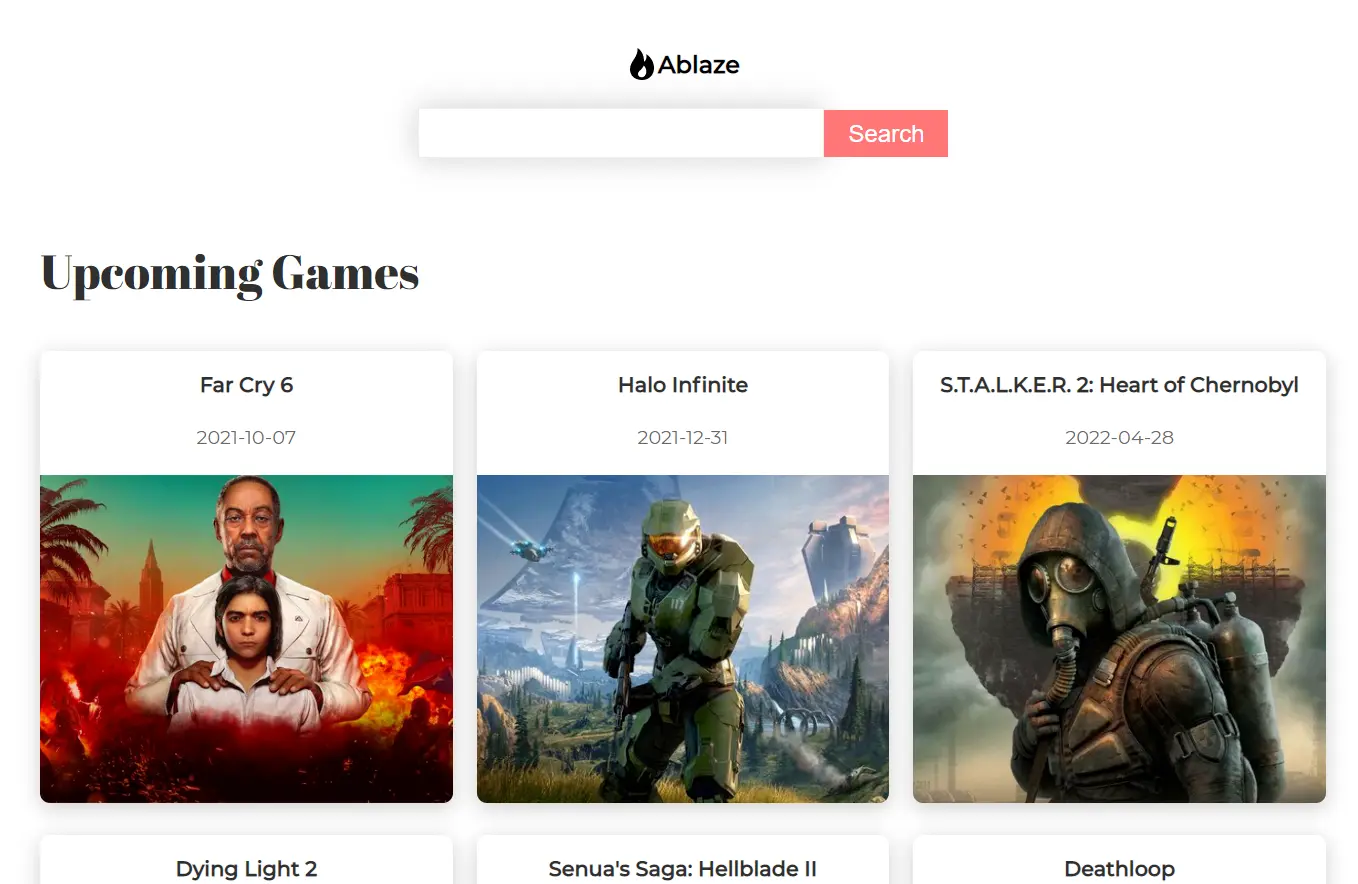 Ablaze
Search
Upcoming Games
Far Cry 6
Halo Infinite
S.T.A.L.K.E.R. 2: Heart of Chernobyl
2021-10-07
2021-12-31
2022-04-28
Dying Light 2
Senua's Saga: Hellblade II
Deathloop